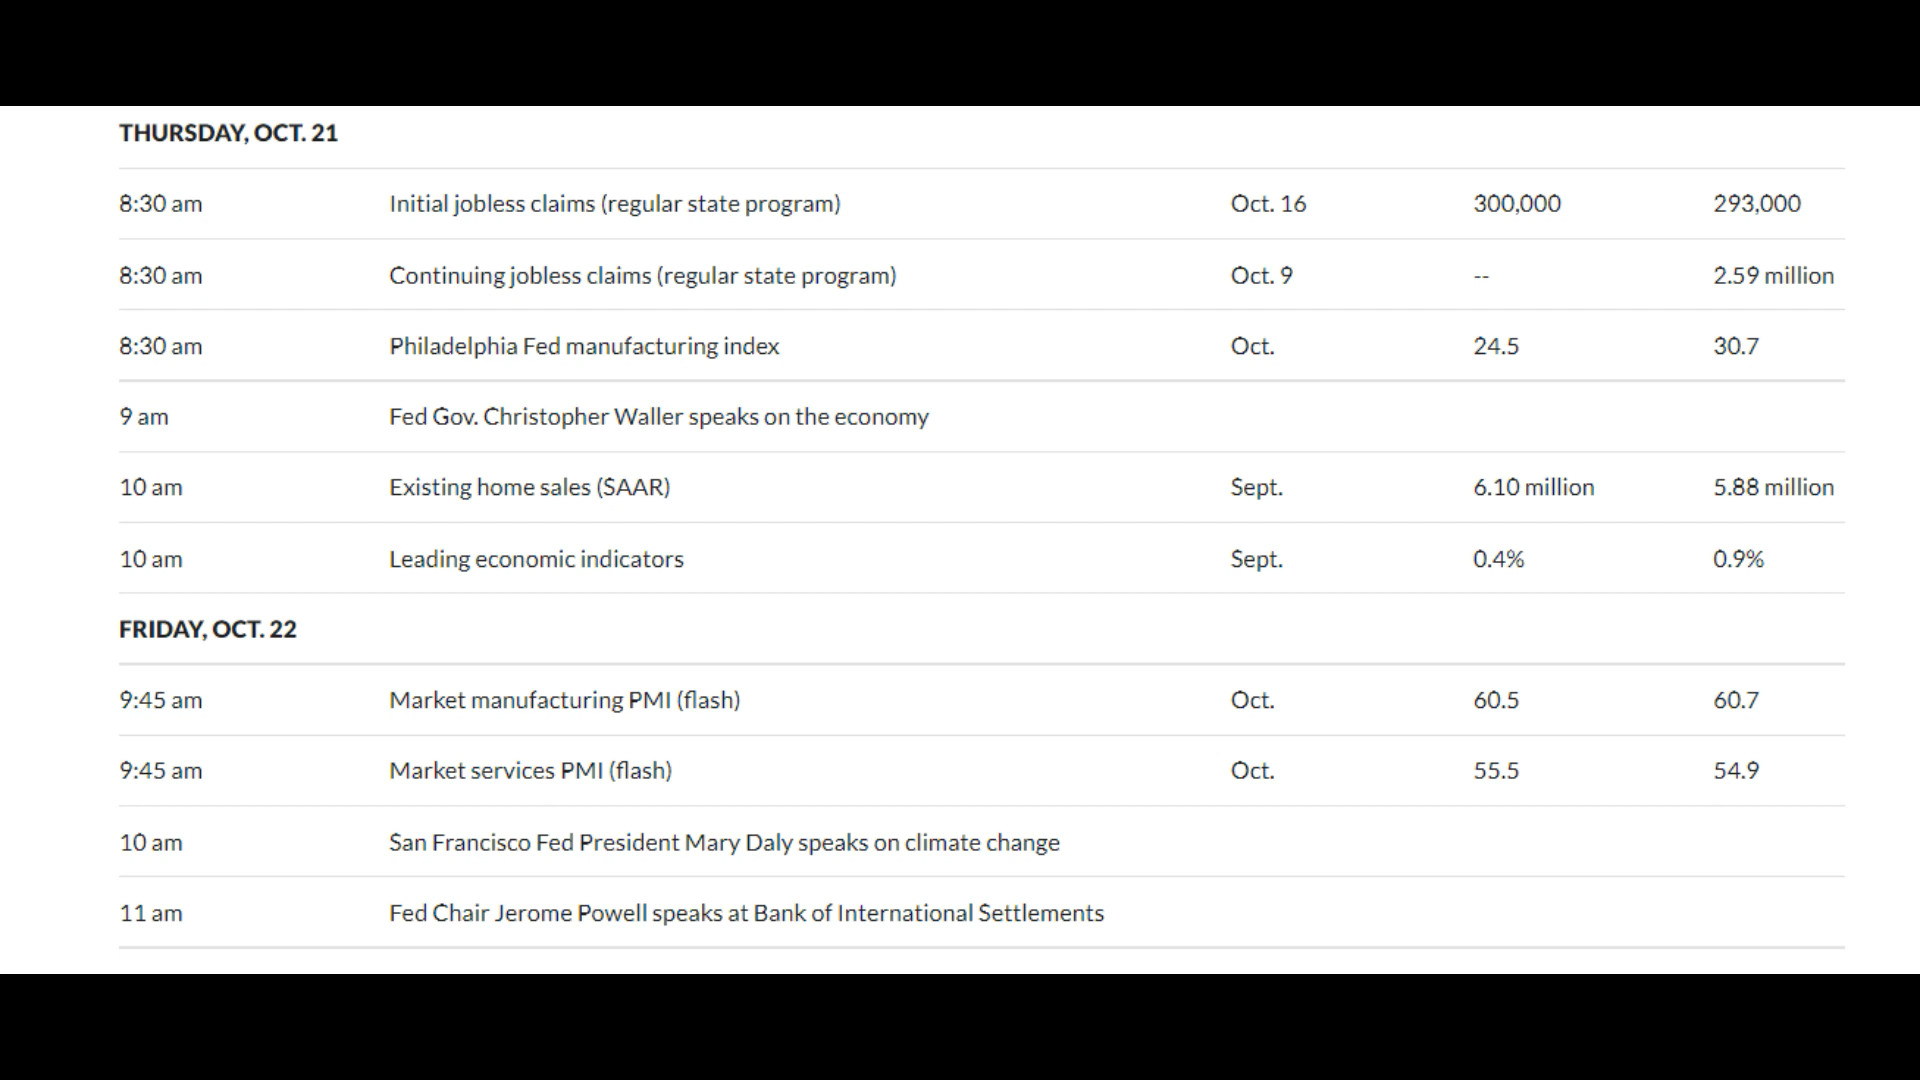 THURSDAY, OCT. 21
8:30 am Initial jobless claims (regular state program) Oct. 16 300,000 293,000
8:30 am Continuing jobless claims (regular state program) Oct. 9 -- 2.59 million
8:30 am Philadelphia Fed manufacturing index Oct. 24.5 30.7
9 am Fed Gov. Christopher Waller speaks on the economy
10 am Existing home sales (SAAR) Sept. 6.10 million 5.88 million
10 am Leading economic indicators Sept. 0.4% 0.9%
FRIDAY, OCT. 22
9:45 am Market manufacturing PMI (flash) Oct. 60.5 60.7
9:45 am Market services PMI (flash) Oct. 55.5 54.9
10 am San Francisco Fed President Mary Daly speaks on climate change
11 am Fed Chair Jerome Powell speaks at Bank of International Settlements